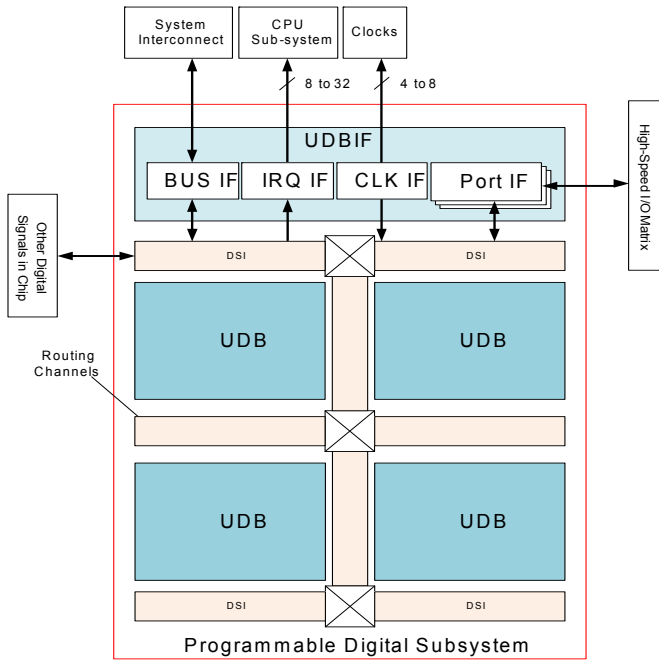 System
Interconnect
CPU
Sub-system
Clocks
8 to 32
4 to 8
High-Speed I/O Matrix
UDBIF
BUS IF
IRQ IF
CLK IF
Port IF
Other Digital
Signals in Chip
DSI
DSI
UDB
UDB
Routing
Channels
UDB
UDB
DSI
DSI
Programmable Digital Subsystem